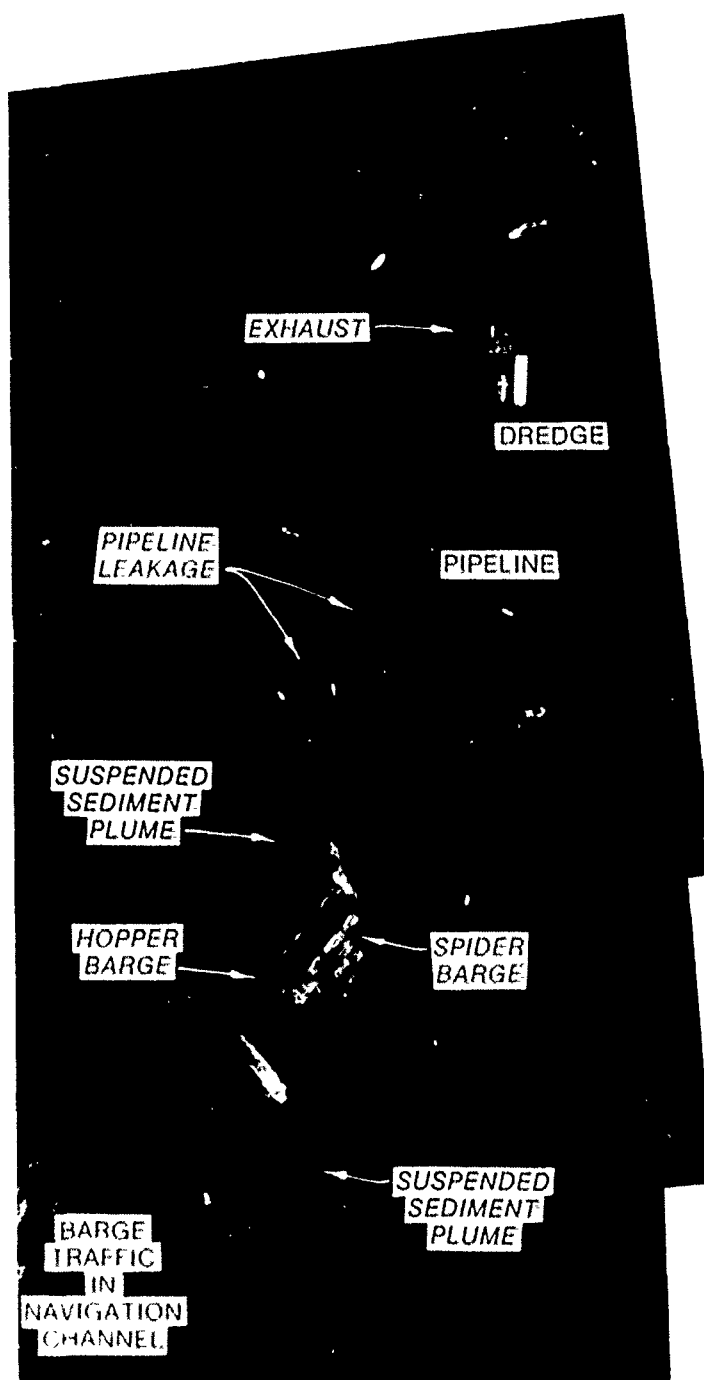 EXHAUST
DREDGE
PIPELINE
LEAKAGE
PIPELINE
SUSPENDED
SEDIMENT
PLUME
HOPPER
BARGE
SPIDER
BARGE
SUSPENDED
SEDIMENT
PLUME
BARGE
TRAFFIC
IN
NAVIGATION
CHANNEL